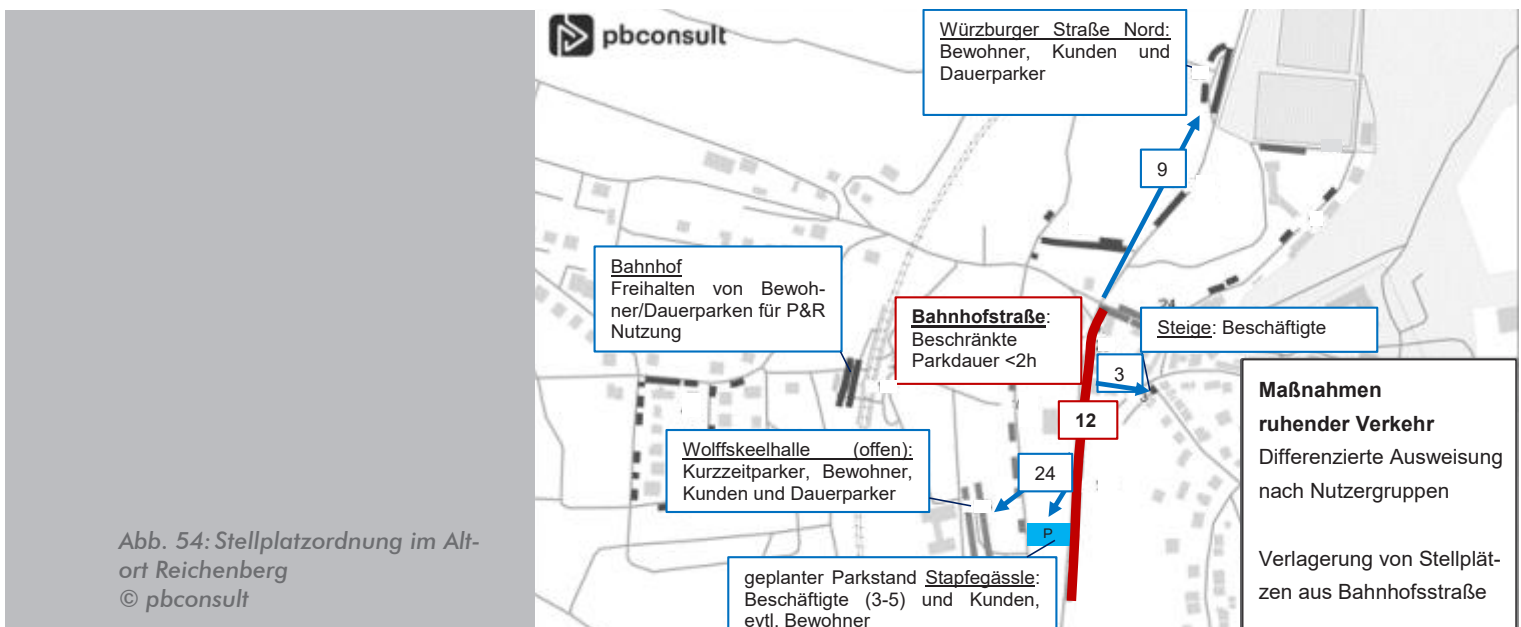 pbconsult
Würzburger Straße Nord:
Bewohner, Kunden und
Dauerparker
9
Bahnhof
Freihalten von Bewoh-
ner/Dauerparken für P&R
Nutzung
Bahnhofstraße:
Beschränkte
Parkdauer <2h
24
Steige: Beschäftigte
3
12
Wolffskeelhalle (offen):
Kurzzeitparker, Bewohner,
Kunden und Dauerparker
24
P
geplanter Parkstand Stapfegässle:
Beschäftigte (3-5) und Kunden,
evtl. Bewohner
Maßnahmen
ruhender Verkehr
Differenzierte Ausweisung
nach Nutzergruppen
Verlagerung von Stellplät-
zen aus Bahnhofsstraße
Abb. 54: Stellplatzordnung im Alt-
ort Reichenberg
© pbconsult